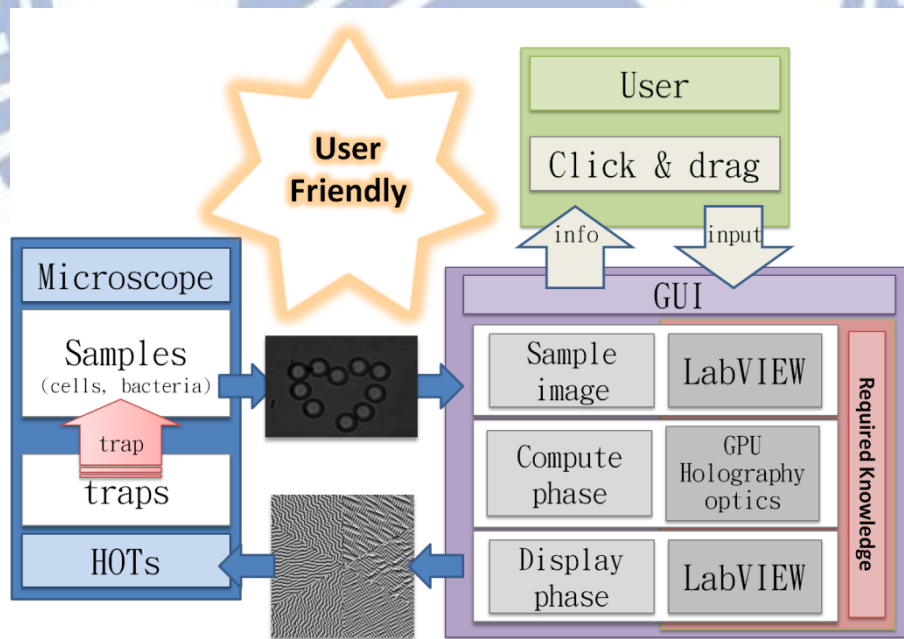 User
Friendly
User
Click & drag
info
input
Microscope
Samples
(cells, bacteria)
trap
traps
HOTs
GUI
Sample
image
LabVIEW
Compute
phase
GPU
Holography
optics
Display
phase
LabVIEW
Required Knowledge